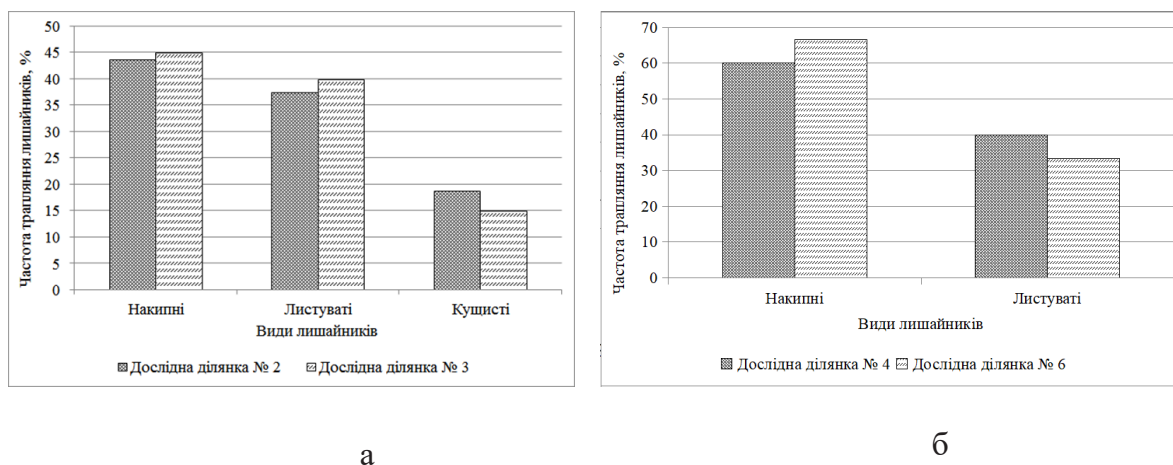 Частота трапляння лишайників, %
50
45
40
35
30
25
20
15
10
5
0
Накипні Листуваті Кущисті
Види лишайників
Дослідна ділянка № 2 Дослідна ділянка № 3
а
Частота трапляння лишайників, %
70
60
50
40
30
20
10
0
Накипні Листуваті
Види лишайників
Дослідна ділянка № 4 Дослідна ділянка № 6
б